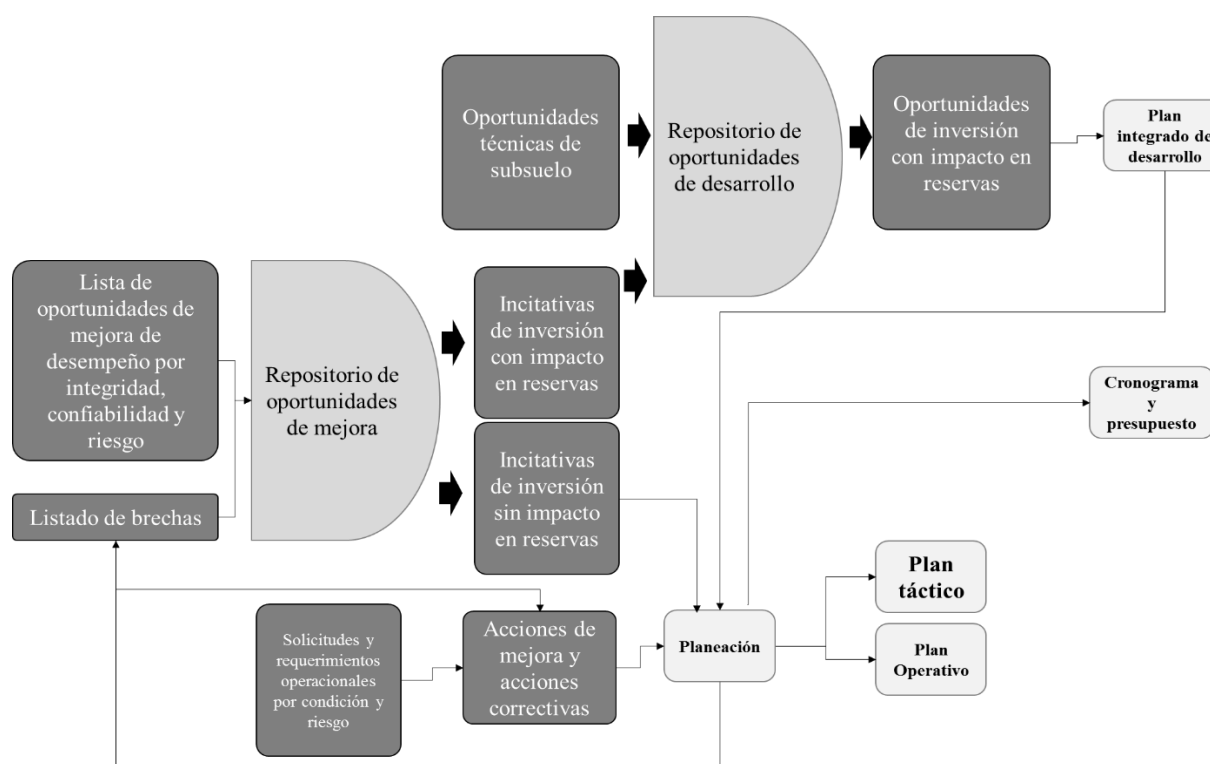 Oportunidades
técnicas de
subsuelo
Repositorio de
oportunidades
de desarrollo
Oportunidades
de inversión
con impacto en
reservas
Plan
integrado de
desarrollo
Lista de
oportunidades de
mejora de
desempeño por
integridad,
confiabilidad y
riesgo
Listado de brechas
Repositorio de
oportunidades
de mejora
Incitativas
de inversión
con impacto
en reservas
Incitativas
de inversión
sin impacto
en reservas
Cronograma
y
presupuesto
Solicitudes y
requerimientos
operacionales
por condición y
riesgo
Acciones de
mejora y
acciones
correctivas
Planeación
Plan
táctico
Plan
Operativo